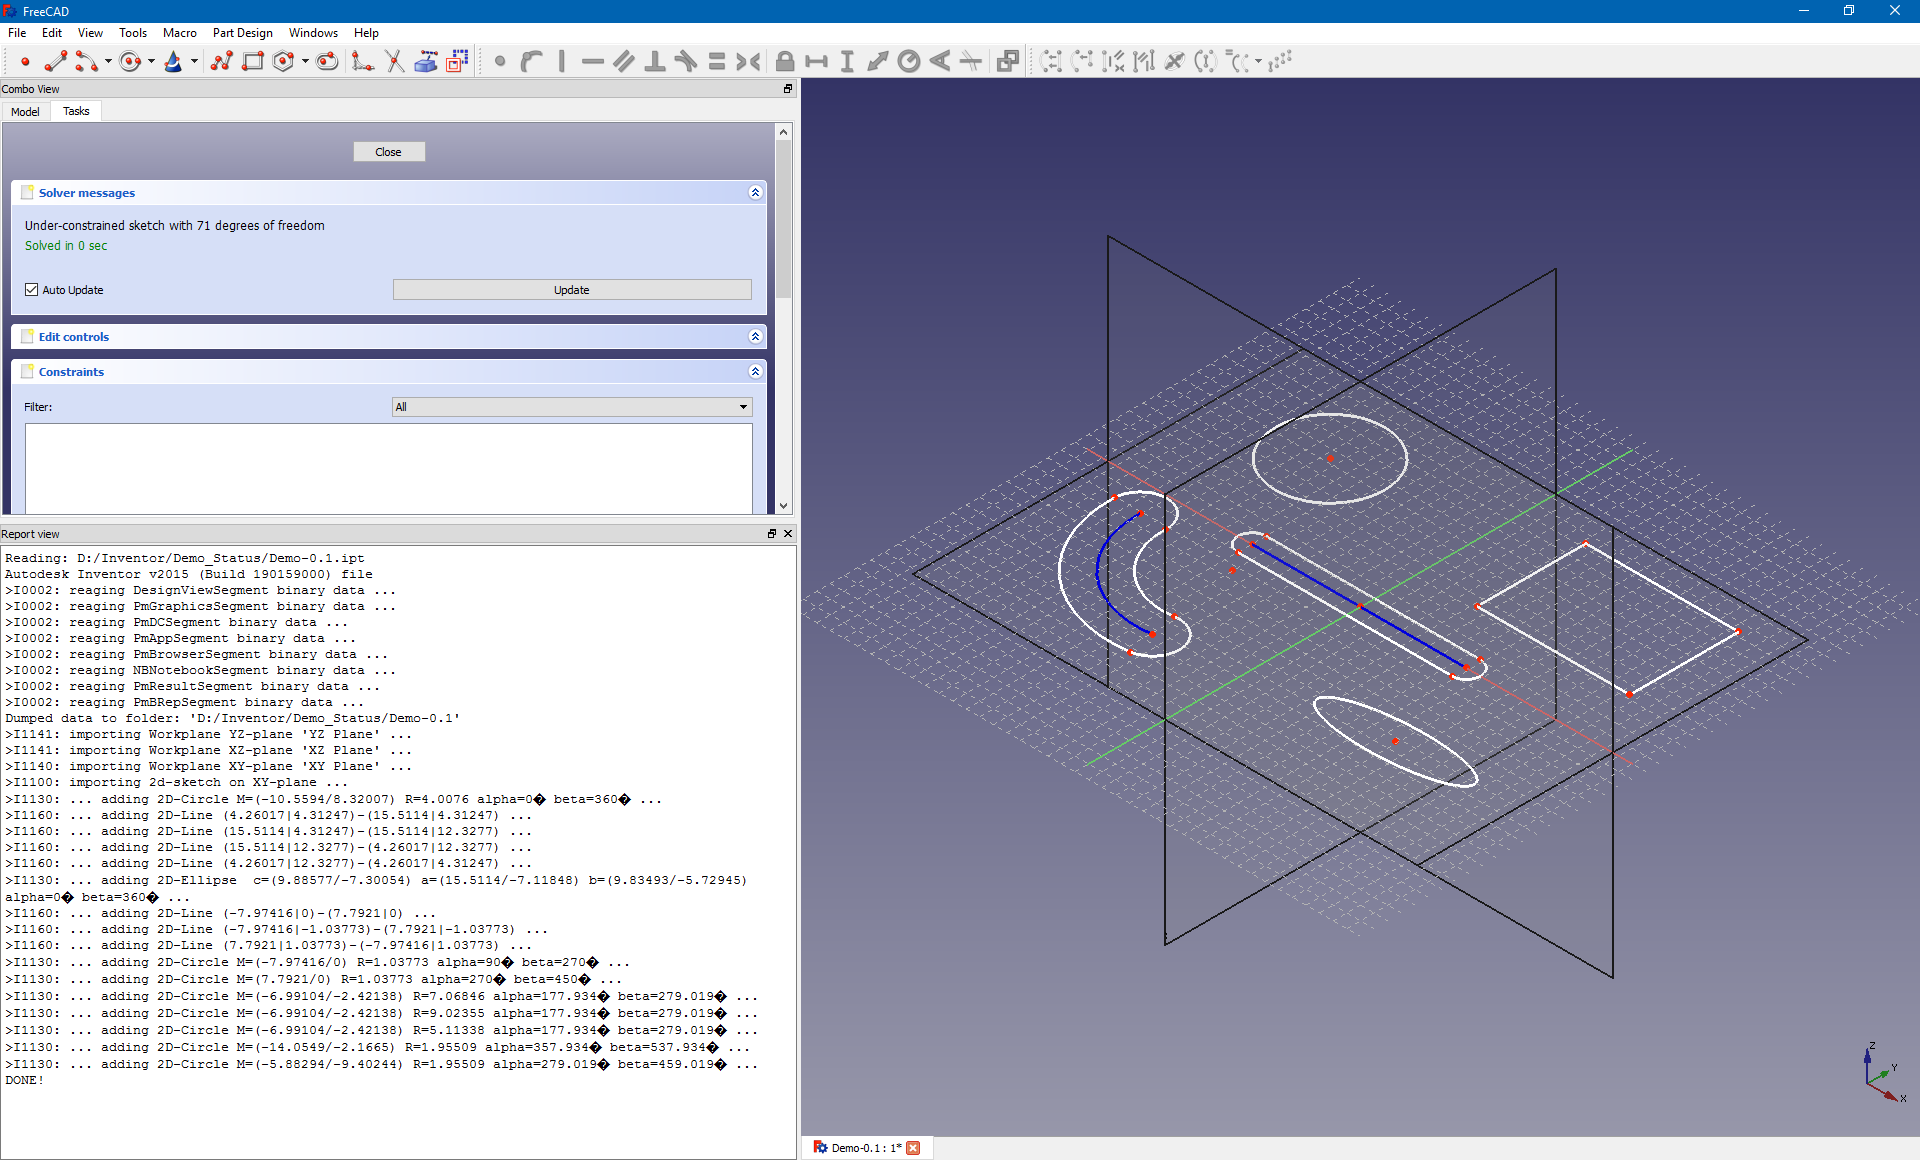 FreeCAD
File Edit View Tools Macro Part Design Windows Help
Combo View
Model Tasks
Close
Solver messages
Under-constrained sketch with 71 degrees of freedom
Solved in 0 sec
Auto Update Update
Edit controls
Constraints
Filter: All
Report view
Reading: D:/Inventor/Demo_Status/Demo-0.1.ipt
Autodesk Inventor v2015 (Build 190159000) file
>I0002: reaging DesignViewSegment binary data ...
>I0002: reaging PmGraphicsSegment binary data ...
>I0002: reaging PmDCSegment binary data ...
>I0002: reaging PmAppSegment binary data ...
>I0002: reaging PmBrowserSegment binary data ...
>I0002: reaging NBNotebookSegment binary data ...
>I0002: reaging PmResultSegment binary data ...
>I0002: reaging PmBRepSegment binary data ...
Dumped data to folder: 'D:/Inventor/Demo_Status/Demo-0.1'
>I1141: importing Workplane YZ-plane 'YZ Plane' ...
>I1141: importing Workplane XZ-plane 'XZ Plane' ...
>I1140: importing Workplane XY-plane 'XY Plane' ...
>I1100: importing 2d-sketch on XY-plane ...
>I1130: ... adding 2D-Circle M=(-10.5594/8.32007) R=4.0076 alpha=0� beta=360� ...
>I1160: ... adding 2D-Line (4.26017|4.31247)-(15.5114|4.31247) ...
>I1160: ... adding 2D-Line (15.5114|4.31247)-(15.5114|12.3277) ...
>I1160: ... adding 2D-Line (15.5114|12.3277)-(4.26017|12.3277) ...
>I1160: ... adding 2D-Line (4.26017|12.3277)-(4.26017|4.31247) ...
>I1130: ... adding 2D-Ellipse  c=(9.88577/-7.30054) a=(15.5114/-7.11848) b=(9.83493/-5.72945)
alpha=0� beta=360� ...
>I1160: ... adding 2D-Line (-7.97416|0)-(7.7921|0) ...
>I1160: ... adding 2D-Line (-7.97416|-1.03773)-(7.7921|-1.03773) ...
>I1160: ... adding 2D-Line (7.7921|1.03773)-(-7.97416|1.03773) ...
>I1130: ... adding 2D-Circle M=(-7.97416/0) R=1.03773 alpha=90� beta=270� ...
>I1130: ... adding 2D-Circle M=(7.7921/0) R=1.03773 alpha=270� beta=450� ...
>I1130: ... adding 2D-Circle M=(-6.99104/-2.42138) R=7.06846 alpha=177.934� beta=279.019� ...
>I1130: ... adding 2D-Circle M=(-6.99104/-2.42138) R=9.02355 alpha=177.934� beta=279.019� ...
>I1130: ... adding 2D-Circle M=(-6.99104/-2.42138) R=5.11338 alpha=177.934� beta=279.019� ...
>I1130: ... adding 2D-Circle M=(-14.0549/-2.1665) R=1.95509 alpha=357.934� beta=537.934� ...
>I1130: ... adding 2D-Circle M=(-5.88294/-9.40244) R=1.95509 alpha=279.019� beta=459.019� ...
DONE!
Z
Y
X
Demo-0.1 : 1*